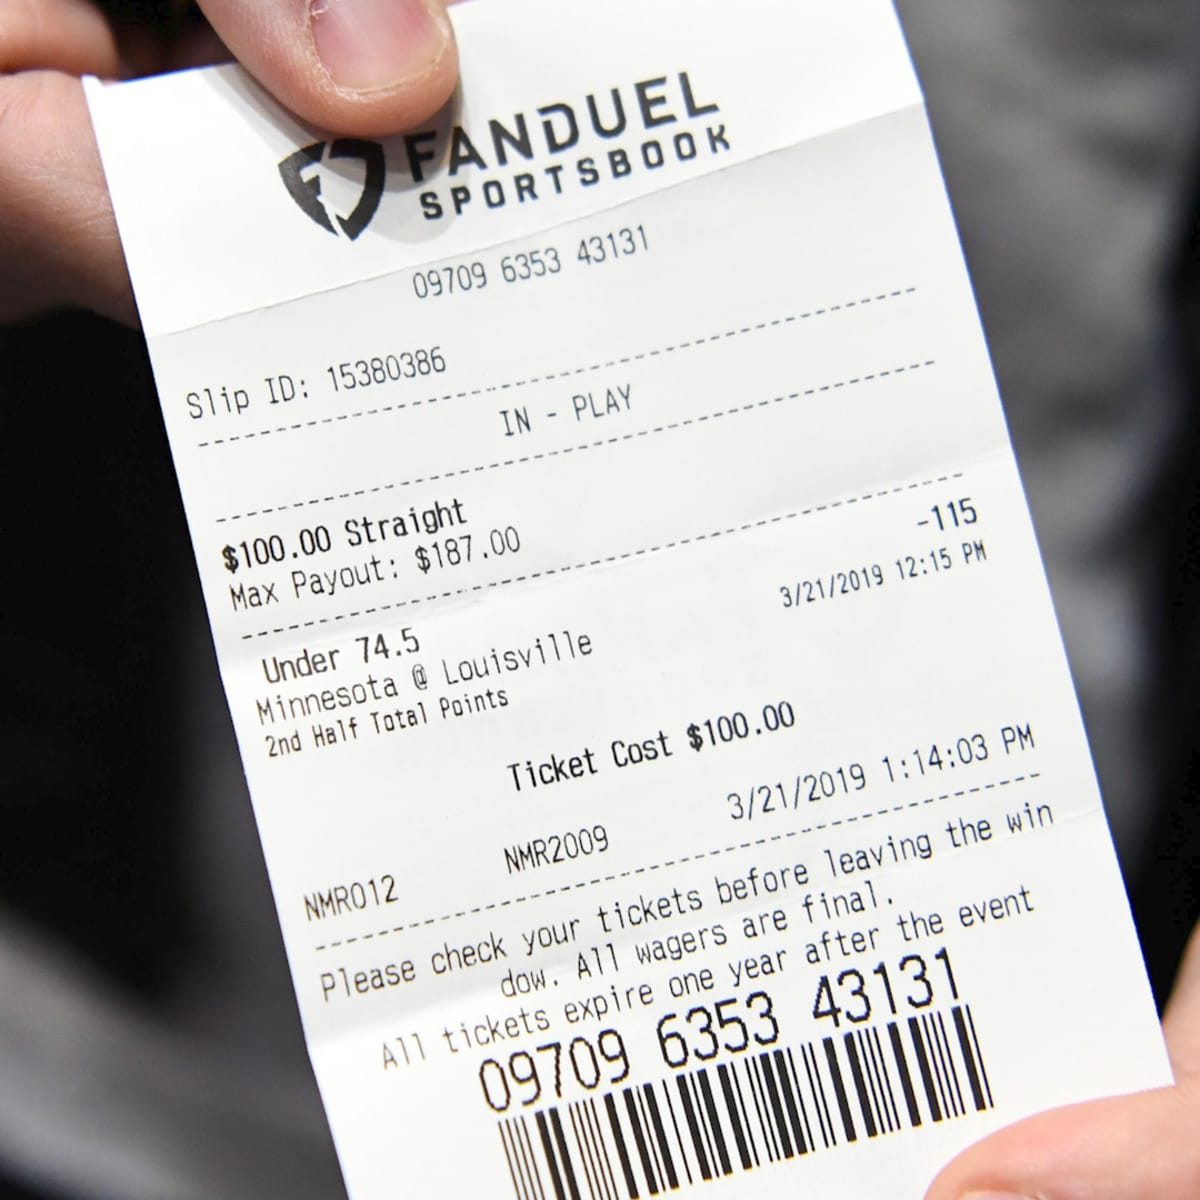 FANDUEL
SPORTSBOOK
09709 6353 43131
Slip ID: 15380386
IN - PLAY
$100.00 Straight
Max Payout: $187.00
-115
3/21/2019 12:15 PM
Under 74.5
Minnesota @ Louisville
2nd Half Total Points
Ticket Cost $100.00
3/21/2019 1:14:03 PM
NMR012 NMR2009
Please check your tickets before leaving the win
dow. All wagers are final.
All tickets expire one year after the event
09709 6353 43131